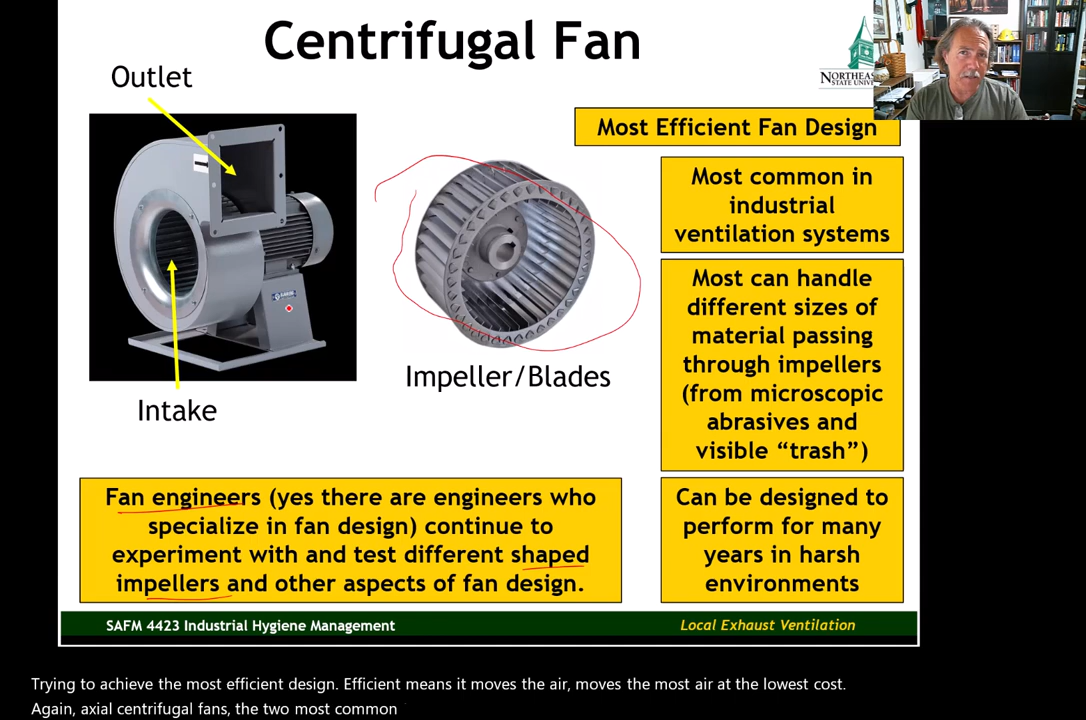 Centrifugal Fan
Outlet
NORTHEAS
STATE UNIV
Most Efficient Fan Design
Most common in
industrial
ventilation systems
Most can handle
different sizes of
material passing
through impellers
(from microscopic
abrasives and
visible “trash”)
Impeller/Blades
Intake
Fan engineers (yes there are engineers who
specialize in fan design) continue to
experiment with and test different shaped
impellers and other aspects of fan design.
Can be designed to
perform for many
years in harsh
environments
SAFM 4423 Industrial Hygiene Management
Local Exhaust Ventilation
Trying to achieve the most efficient design. Efficient means it moves the air, moves the most air at the lowest cost.
Again, axial centrifugal fans, the two most common